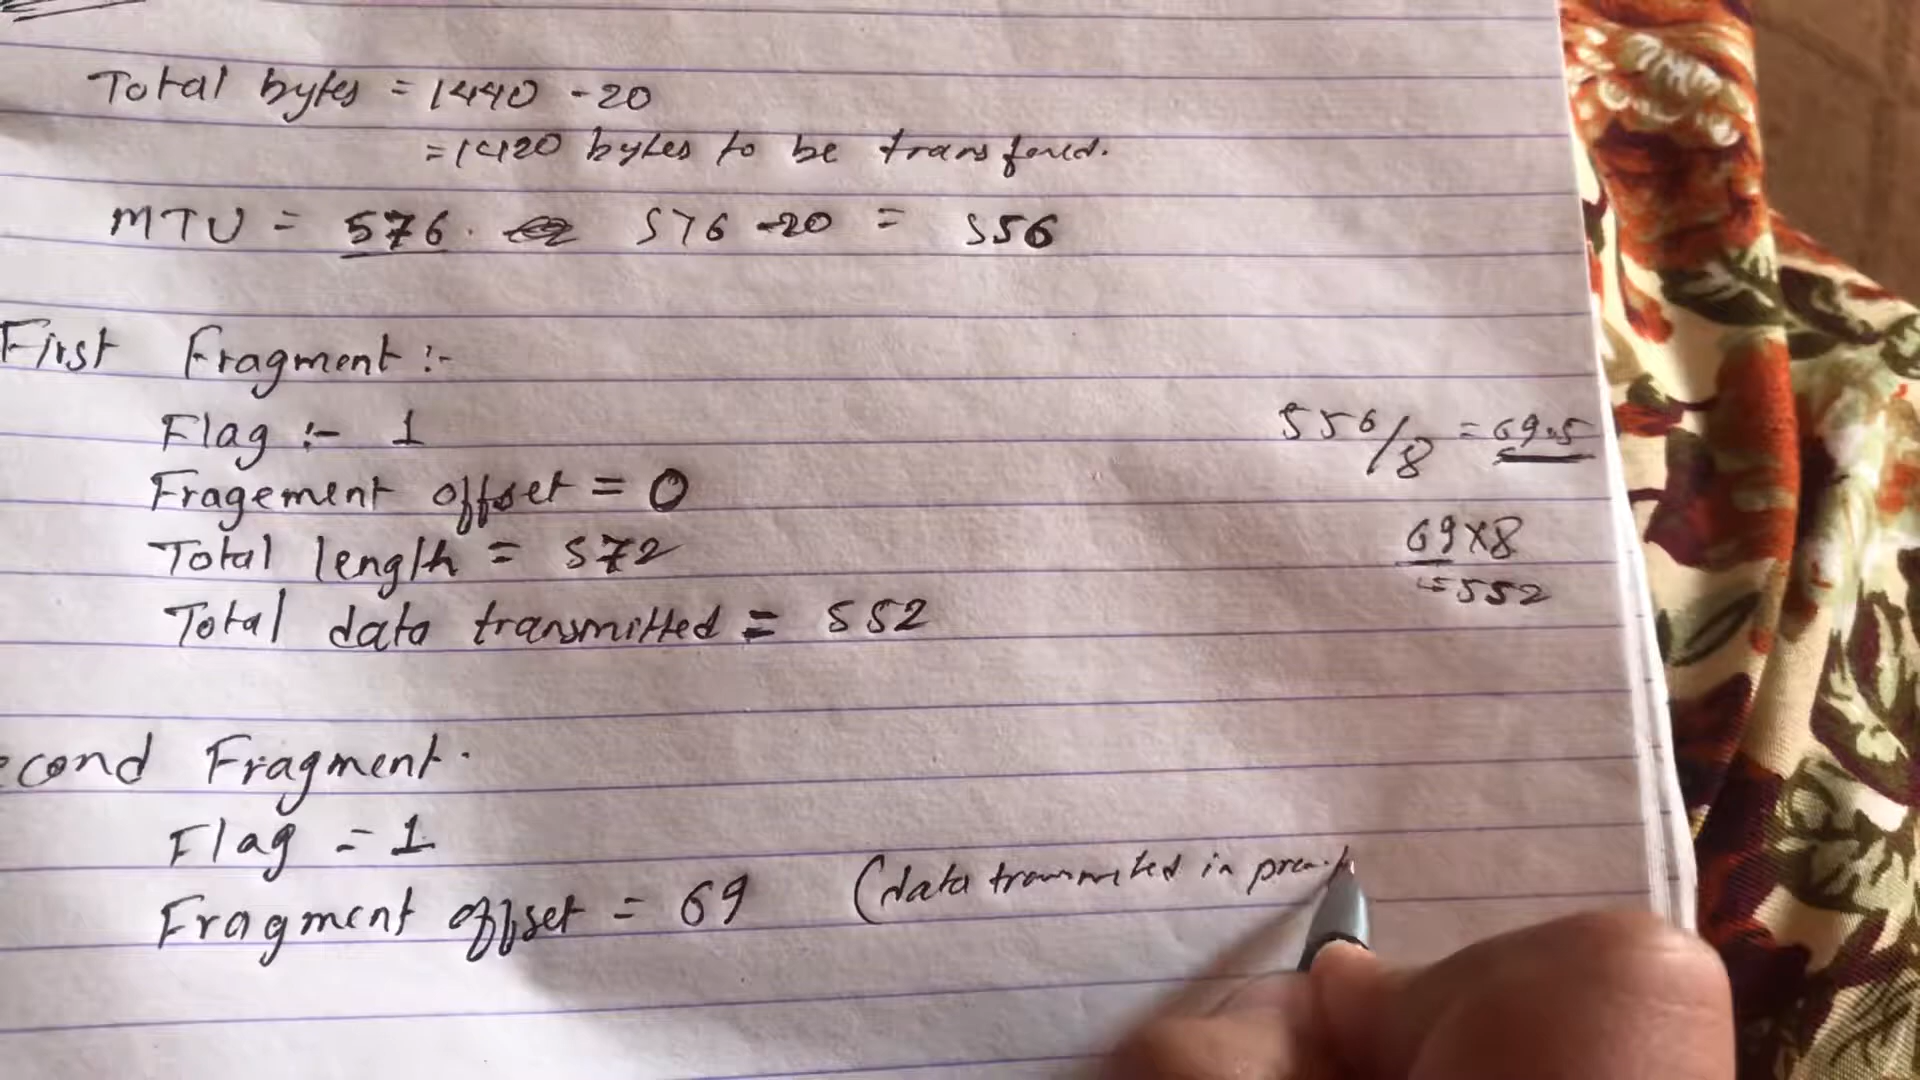 Total bytes = 1440 - 20
= 1420 bytes to be transfered.
MTU = 576. 576 - 20 = 556
First Fragment :-
Flag :- 1
556/8 = 69.5
Fragement offset = 0
69x8
Total length = 572
= 552
Total data transmitted = 552
econd Fragment.
Flag = 1
Fragment offset = 69 (data transmited in